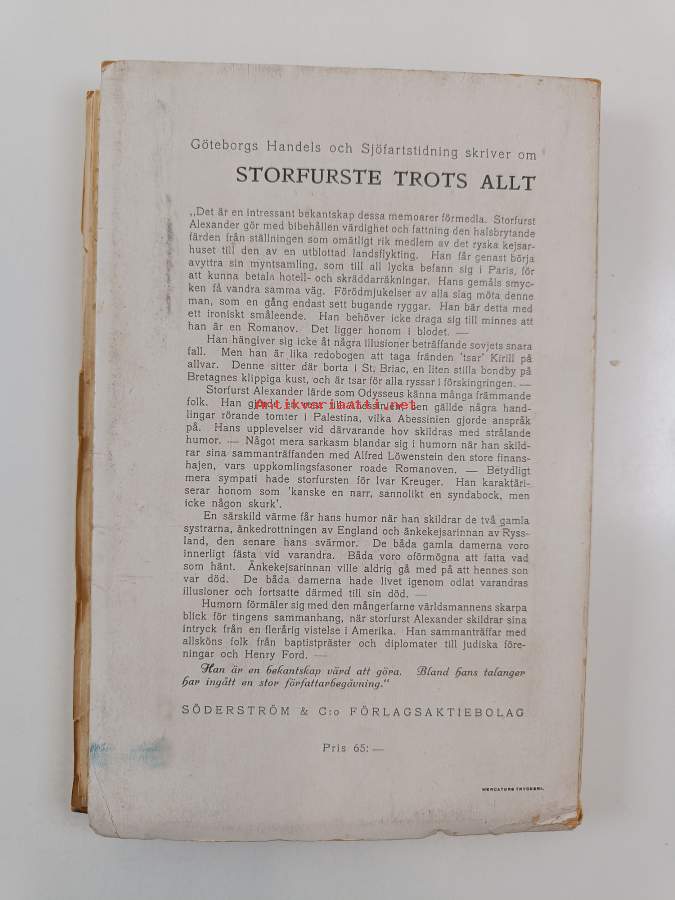 Göteborgs Handels och Sjöfartstidning skriver om
STORFURSTE TROTS ALLT
„Det är en intressant bekantskap dessa memoarer förmedla. Storfurst
Alexander gör med bibehållen värdighet och fattning den halsbrytande
färden från ställningen som omåtligt rik medlem av det ryska kejsar-
huset till den av en utblottad landsflykting. Han får genast börja
avyttra sin myntsamling, som till all lycka befann sig i Paris, för
att kunna betala hotell- och skräddarräkningar. Hans gemåls smyc-
ken få vandra samma väg. Förödmjukelser av alla slag möta denne
man, som en gång endast sett bugande ryggar. Han bär detta med
ett ironiskt småleende. Han behöver icke draga sig till minnes att
han är en Romanov. Det ligger honom i blodet. —
Han hängiver sig icke åt några illusioner beträffande sovjets snara
fall. Men han är lika redobogen att taga fränden 'tsar' Kirill på
allvar. Denne sitter där borta i St. Briac, en liten stilla bondby på
Bretagnes klippiga kust, och är tsar för alla ryssar i förskingringen. —
Storfurst Alexander lärde som Odysseus känna många främmande
folk. Han gjorde en resa till Abessinien. Den gällde några hand-
lingar rörande tomter i Palestina, vilka Abessinien gjorde anspråk
på. Hans upplevelser vid därvarande hov skildras med strålande
humor. — Något mera sarkasm blandar sig i humorn när han skild-
rar sina sammanträffanden med Alfred Löwenstein den store finans-
hajen, vars uppkomlingsfasoner roade Romanoven. — Betydligt
mera sympati hade storfursten för Ivar Kreuger. Han karaktäri-
serar honom som 'kanske en narr, sannolikt en syndabock, men
icke någon skurk'.
En särskild värme får hans humor när han skildrar de två gamla
systrarna, änkedrottningen av England och änkekejsarinnan av Ryss-
land, den senare hans svärmor. De båda gamla damerna voro
innerligt fästa vid varandra. Båda voro oförmögna att fatta vad
som hänt. Änkekejsarinnan ville aldrig gå med på att hennes son
var död. De båda damerna hade livet igenom odlat varandras
illusioner och fortsatte därmed till sin död. —
Humorn förmäler sig med den mångerfarne världsmannens skarpa
blick för tingens sammanhang, när storfurst Alexander skildrar sina
intryck från en flerårig vistelse i Amerika. Han sammanträffar med
allsköns folk från baptistpräster och diplomater till judiska före-
ningar och Henry Ford. —
Han är en bekantskap värd att göra. Bland hans talanger
har ingått en stor författarbegåvning."
SÖDERSTRÖM & C:o FÖRLAGSAKTIEBOLAG
Pris 65: —
MERCATORS TRYCKERI,
Antikvariaatti.net